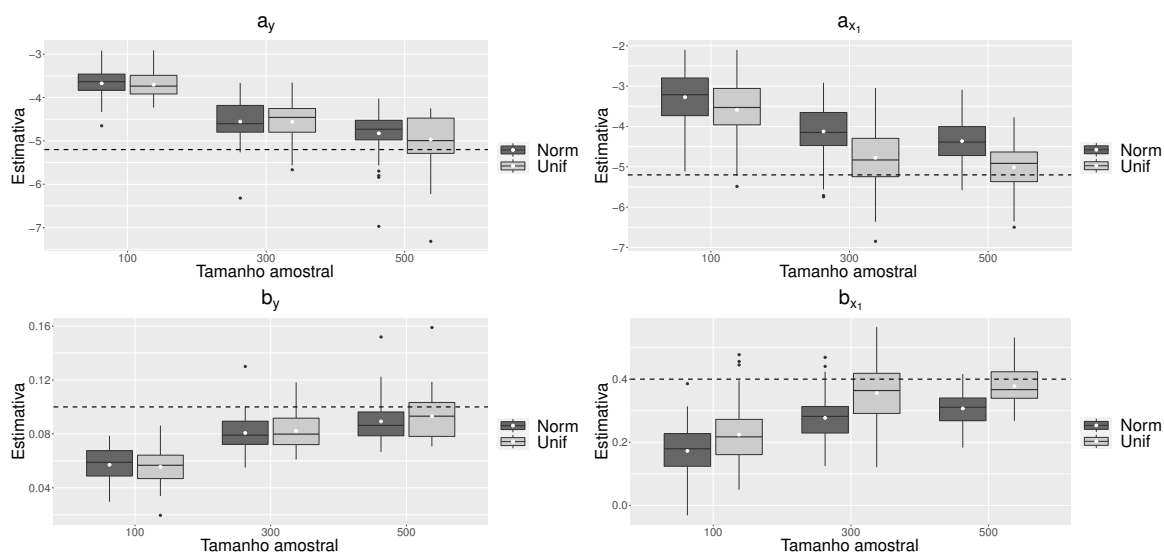 a_y
Estimativa
-3
-4
-5
-6
-7
100 300 500
Tamanho amostral
Norm
Unif
a_x₁
Estimativa
-2
-3
-4
-5
-6
-7
100 300 500
Tamanho amostral
Norm
Unif
b_y
Estimativa
0.16
0.12
0.08
0.04
100 300 500
Tamanho amostral
Norm
Unif
b_x₁
Estimativa
0.4
0.2
0.0
100 300 500
Tamanho amostral
Norm
Unif